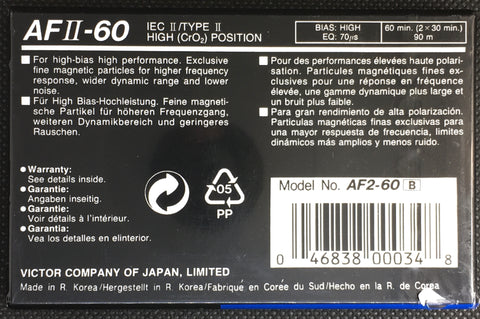 AF II-60
IEC II/TYPE II
HIGH (CrO₂) POSITION
BIAS: HIGH
EQ: 70µs
60 min. (2 × 30 min.)
90 m
For high-bias high performance. Exclusive
fine magnetic particles for higher frequency
response, wider dynamic range and lower
noise.
Für High Bias-Hochleistung. Feine magneti-
sche Partikel für höheren Frequenzgang,
weiteren Dynamikbereich und geringeres
Rauschen.
Pour des performances élevées haute polari-
sation. Particules magnétiques fines ex-
clusives pour une réponse en fréquence
élevée, une gamme dynamique plus large et
un bruit plus faible.
Para gran rendimiento de alta polarización.
Partículas magnéticas finas exclusivas para
una mayor respuesta de frecuencia, limites
dinámicos más amplios y menos ruido.
Warranty:
See details inside.
Garantie:
Angaben inseitig.
Garantie:
Voir détails à l'intérieur.
Garantia:
Vea los detalles en elinterior.
05
PP
Model No. AF2-60 B
0 46838 00034 8
VICTOR COMPANY OF JAPAN, LIMITED
Made in R. Korea/Hergestellt in R. Korea/Fabriqué en Corée du Sud/Hecho en la R. de Corea